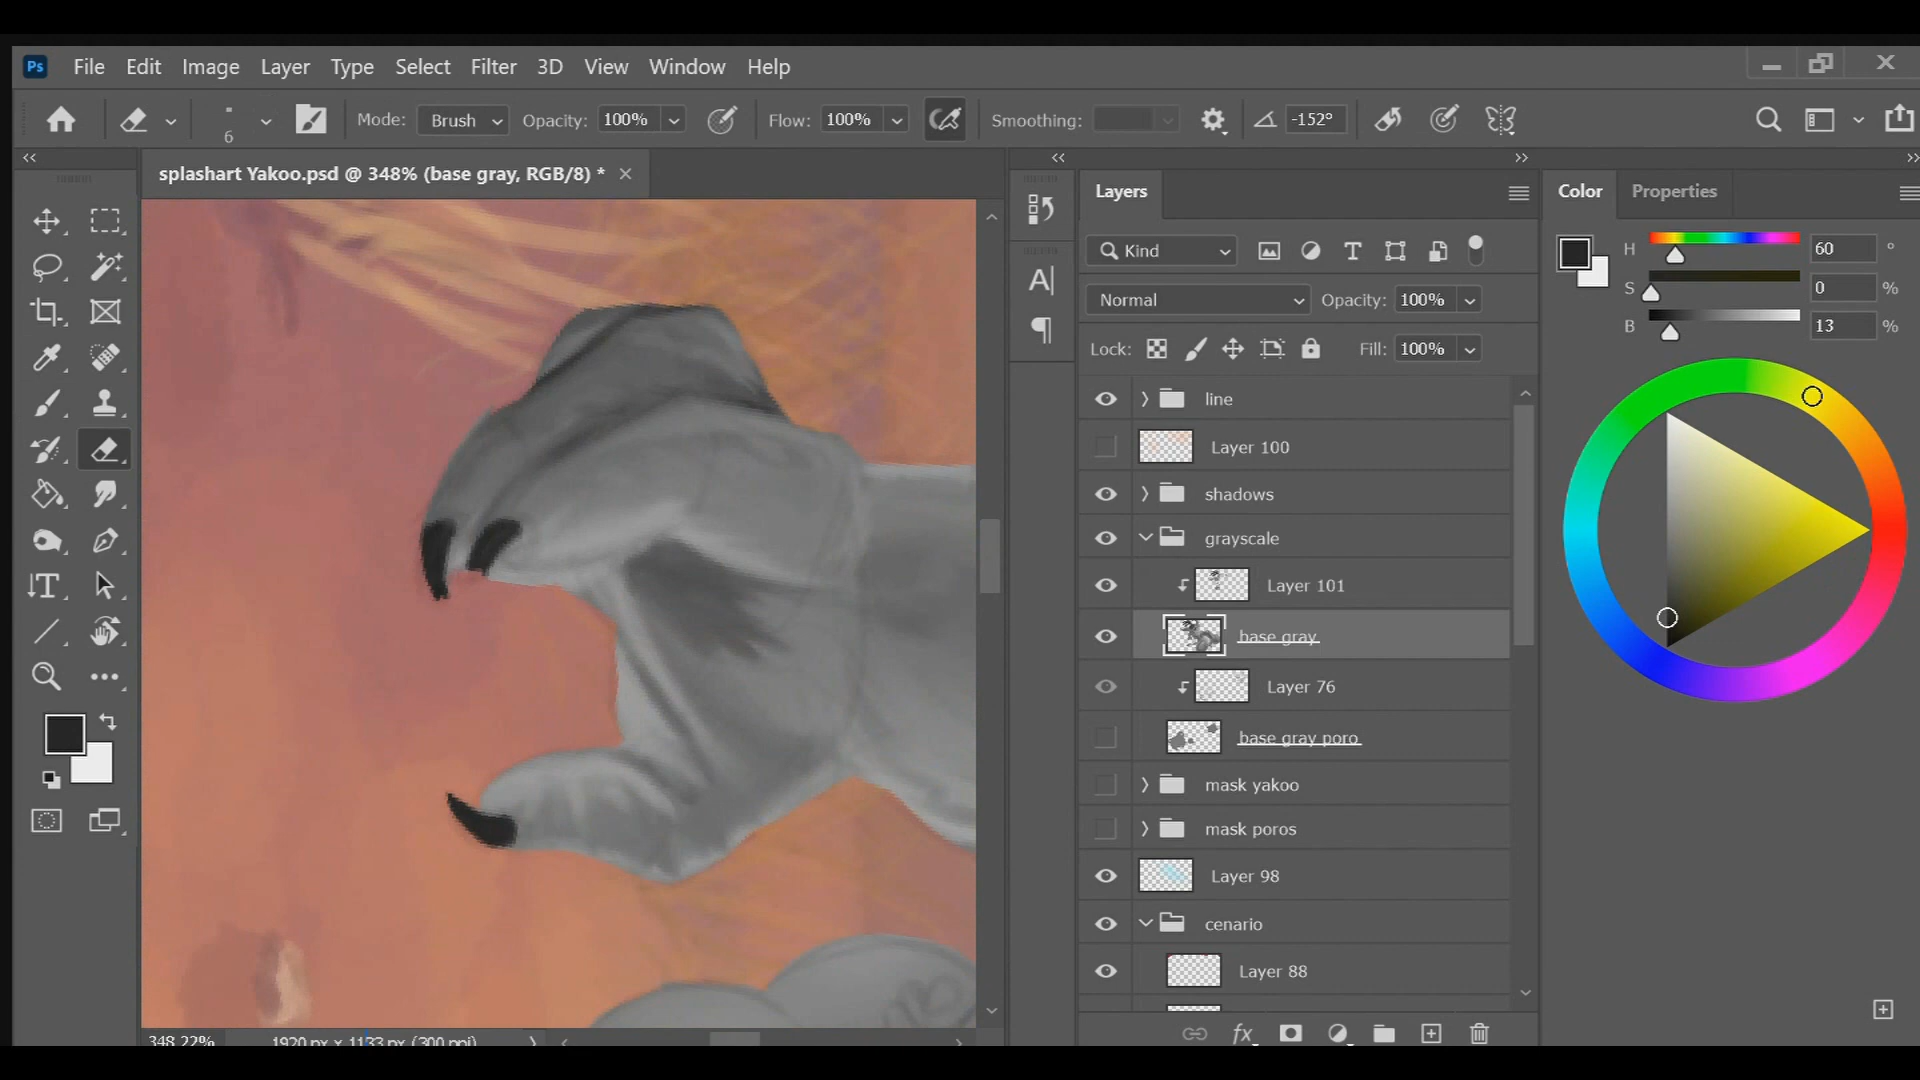 Ps File Edit Image Layer Type Select Filter 3D View Window Help
6 Mode: Brush Opacity: 100% Flow: 100% Smoothing: -152°
splashart Yakoo.psd @ 348% (base gray, RGB/8) *
Layers
Color Properties
Kind
H 60 °
Normal Opacity: 100%
S 0 %
B 13 %
Lock: Fill: 100%
line
Layer 100
shadows
grayscale
Layer 101
base gray
Layer 76
base gray poro
mask yakoo
mask poros
Layer 98
cenario
Layer 88
348.22% 1920 px x 1133 px (300 ppi)
fx